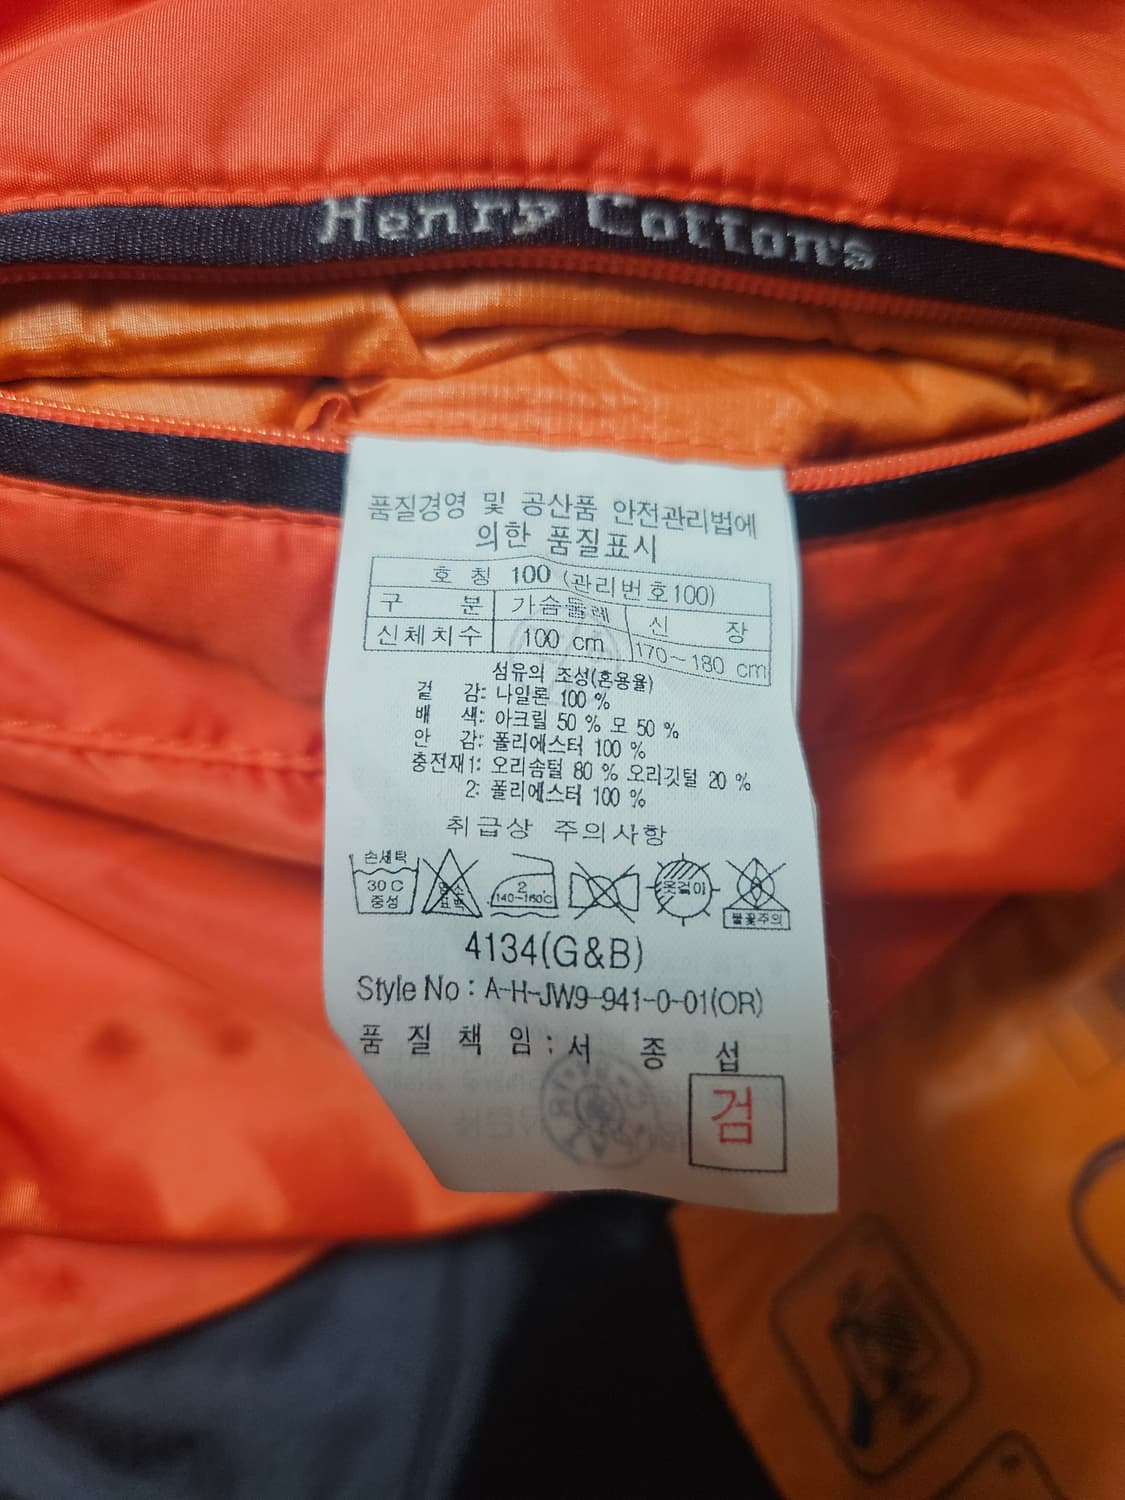 Henry Cotton's
품질경영 및 공산품 안전관리법에
의한 품질표시
호 칭 100 (관리번호100)
구 분 가슴둘레 신 장
신체치수 100 cm 170~180 cm
섬유의 조성(혼용율)
겉 감: 나일론 100 %
배 색: 아크릴 50 % 모 50 %
안 감: 폴리에스터 100 %
충전재1: 오리솜털 80 % 오리깃털 20 %
2: 폴리에스터 100 %
취급상 주의사항
손세탁
30 C
중성
염소
표백
2
140~160C
옷걸이
불꽃주의
4134(G&B)
Style No : A-H-JW9-941-0-01(OR)
품 질 책 임 : 서 종 섭
검